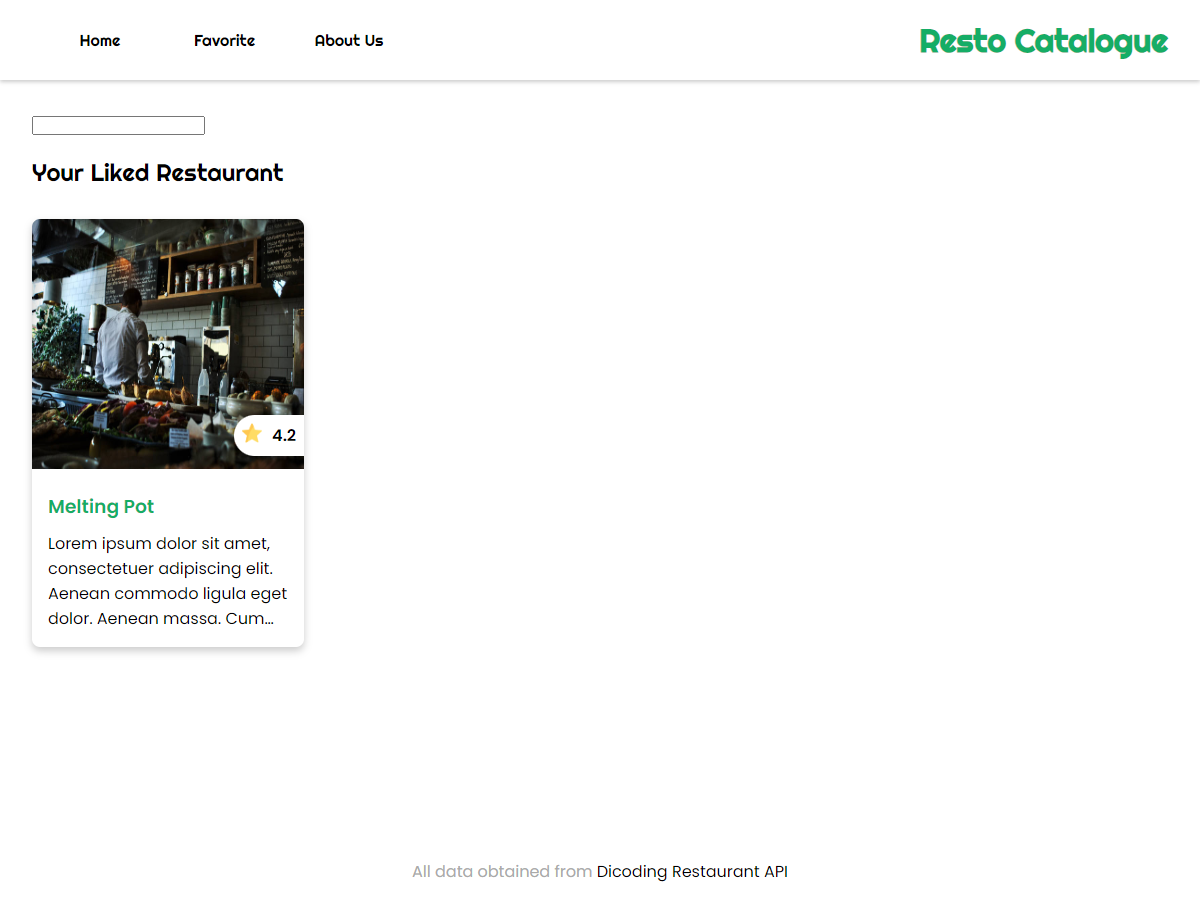 Home Favorite About Us Resto Catalogue
Your Liked Restaurant
4.2
Melting Pot
Lorem ipsum dolor sit amet,
consectetuer adipiscing elit.
Aenean commodo ligula eget
dolor. Aenean massa. Cum...
All data obtained from Dicoding Restaurant API